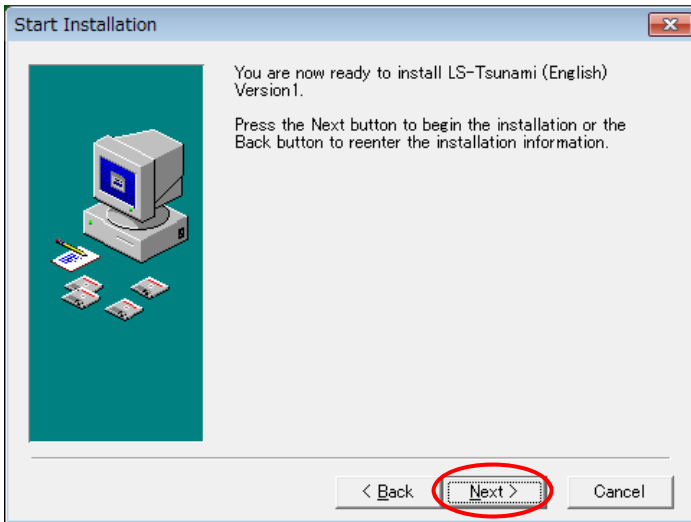 Start Installation
You are now ready to install LS-Tsunami (English)
Version1.
Press the Next button to begin the installation or the
Back button to reenter the installation information.
< Back
Next >
Cancel